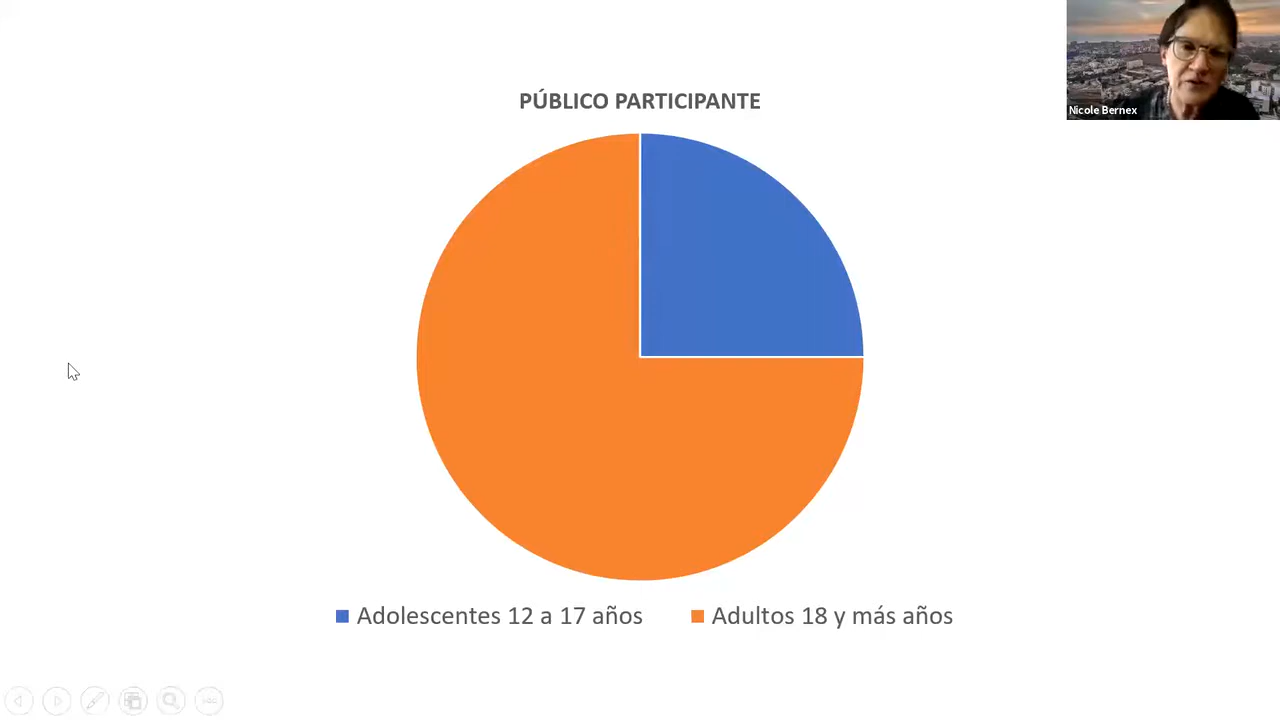 Nicole Bernex
PÚBLICO PARTICIPANTE
Adolescentes 12 a 17 años
Adultos 18 y más años